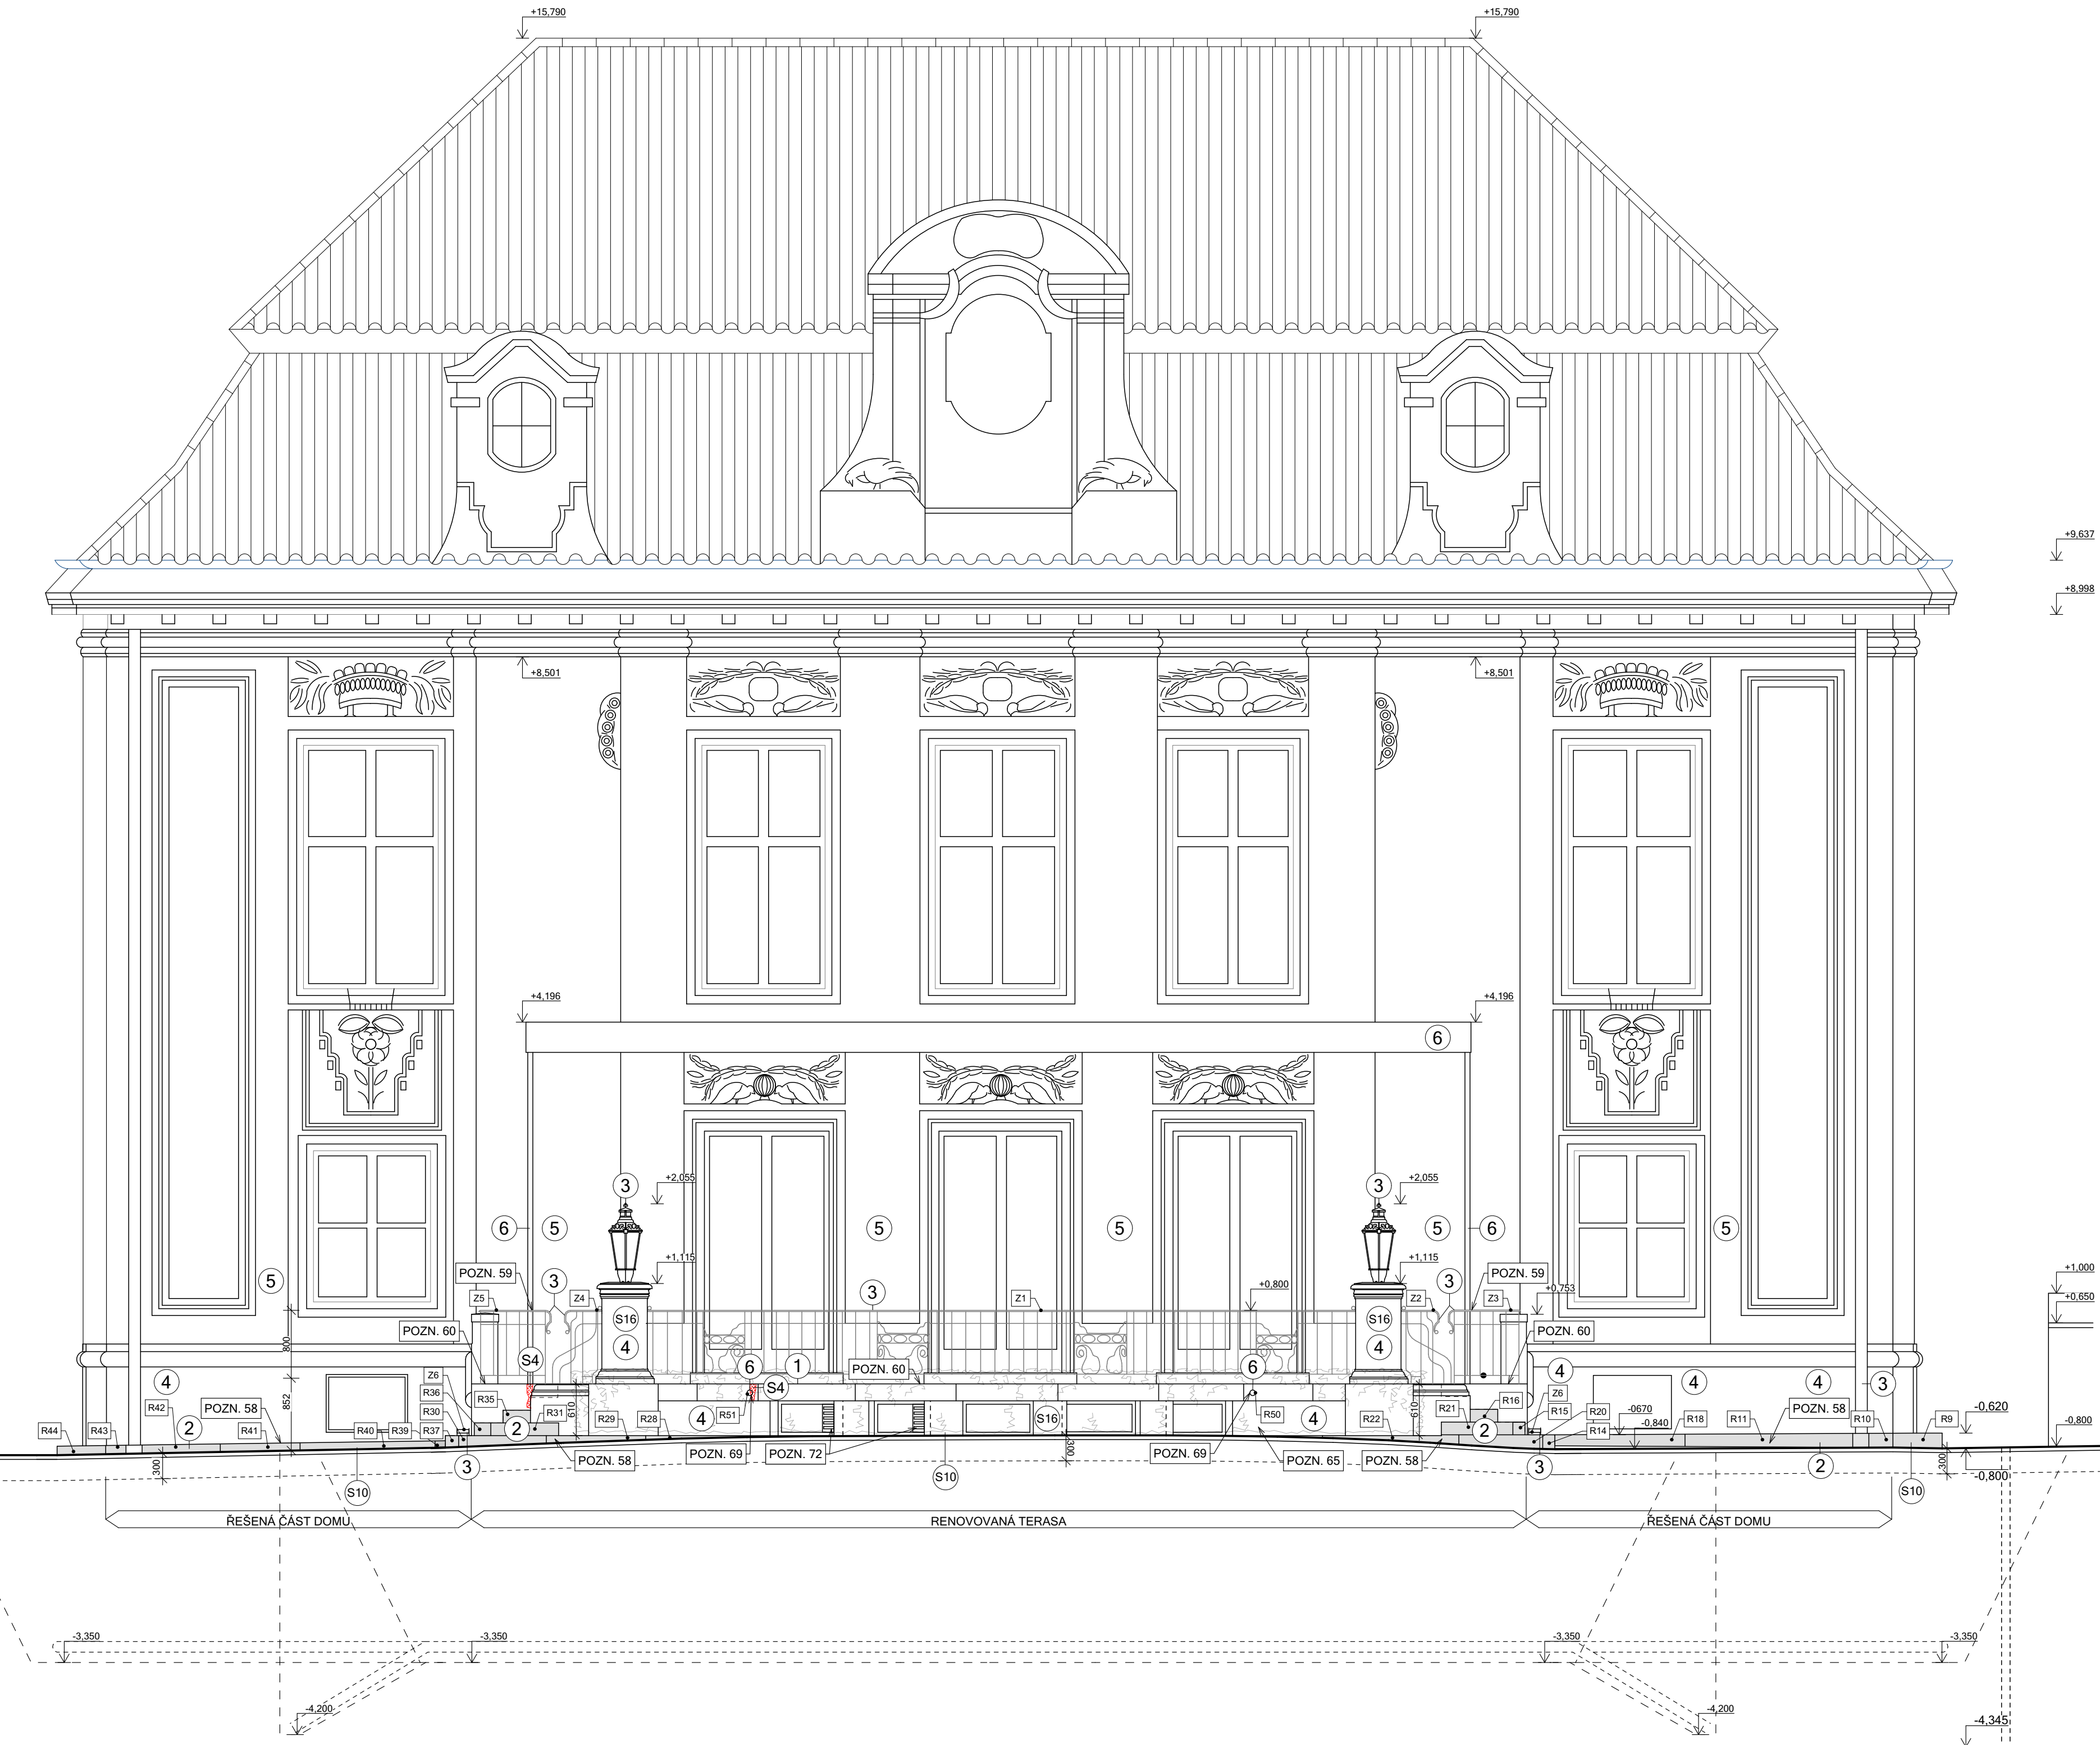 +15,790 +15,790
+9,637
+8,998
+8,501 +8,501
+4,196 +4,196
6
3 +2,055 3 +2,055
6 5 5 5 5 6 5
+1,115 +1,115
POZN. 59 POZN. 59
5 3 3 3 +1,000
+0,800 +0,753
Z5 Z4 Z1 Z2 Z3 +0,650
S16 S16
POZN. 60 POZN. 60
800 4 4
S4 6 1 POZN. 60 6
4 Z6 S4 4 4 4 3
852 R36 Z6
R42 POZN. 58 R30 R35 610 R51 R50 610 R21 R16 R15 R20 -0670 POZN. 58 -0,620
R44 R43 2 R41 R40 R39 R37 2 R31 R29 R28 4 S16 4 R22 2 R14 -0,840 R18 R11 R10 R9 -0,800
300 POZN. 58 POZN. 69 POZN. 72 300 POZN. 69 POZN. 65 POZN. 58 300
3 3 2
S10 S10 S10 -0,800
ŘEŠENÁ ČÁST DOMU RENOVOVANÁ TERASA ŘEŠENÁ ČÁST DOMU
-3,350 -3,350 -3,350 -3,350
-4,200 -4,200
-4,345